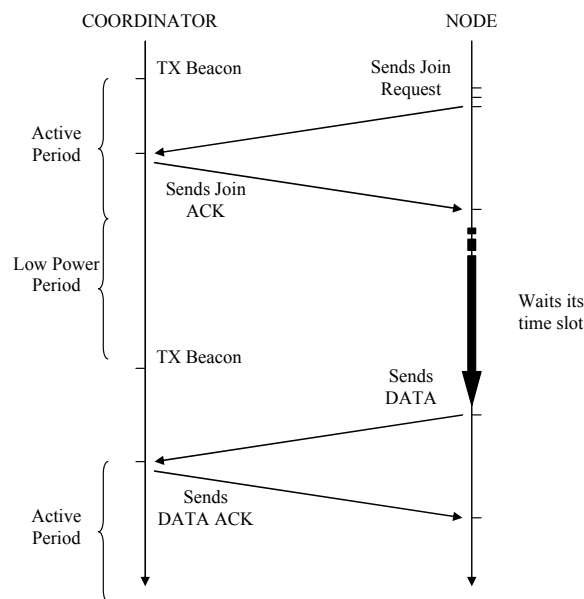 COORDINATOR
NODE
TX Beacon
Sends Join
Request
Active
Period
Sends Join
ACK
Low Power
Period
Waits its
time slot
TX Beacon
Sends
DATA
Sends
DATA ACK
Active
Period